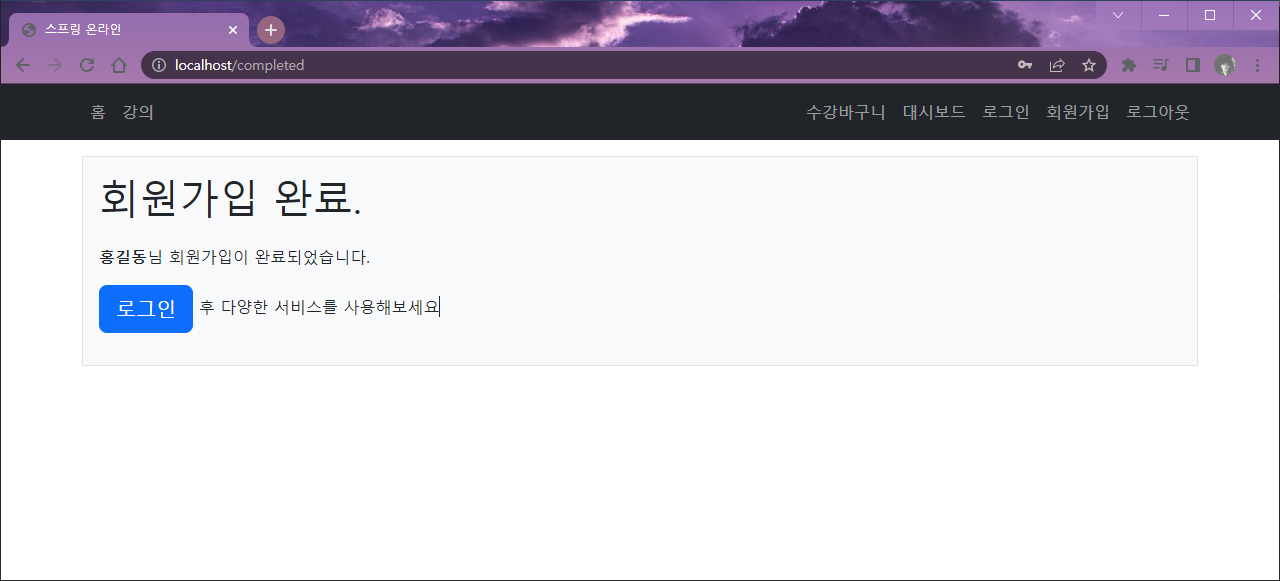 스프링 온라인
localhost/completed
홈 강의 수강바구니 대시보드 로그인 회원가입 로그아웃
회원가입 완료.
홍길동님 회원가입이 완료되었습니다.
로그인 후 다양한 서비스를 사용해보세요